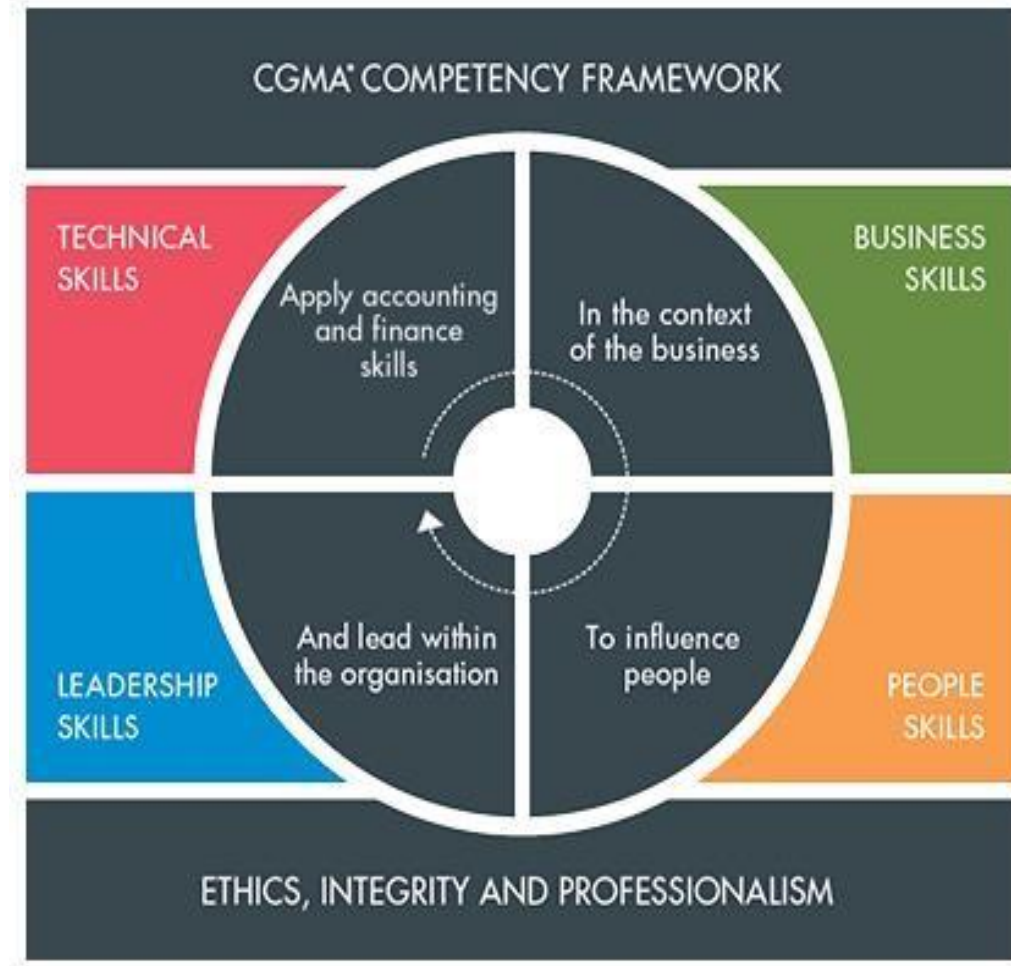 CGMA® COMPETENCY FRAMEWORK
TECHNICAL
SKILLS
BUSINESS
SKILLS
Apply accounting
and finance
skills
In the context
of the business
And lead within
the organisation
To influence
people
LEADERSHIP
SKILLS
PEOPLE
SKILLS
ETHICS, INTEGRITY AND PROFESSIONALISM